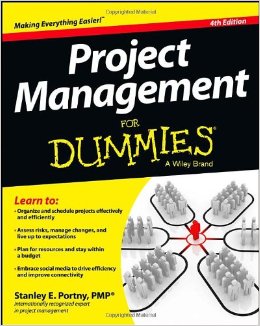 Making Everything Easier!™
4th Edition
Project
Management
FOR
DUMMIES®
A Wiley Brand
Learn to:
• Organize and schedule projects effectively
and efficiently
• Assess risks, manage changes, and
live up to expectations
• Plan for resources and stay within
a budget
• Embrace social media to drive efficiency
and improve connectivity
Stanley E. Portny, PMP®
Internationally recognized expert
in project management